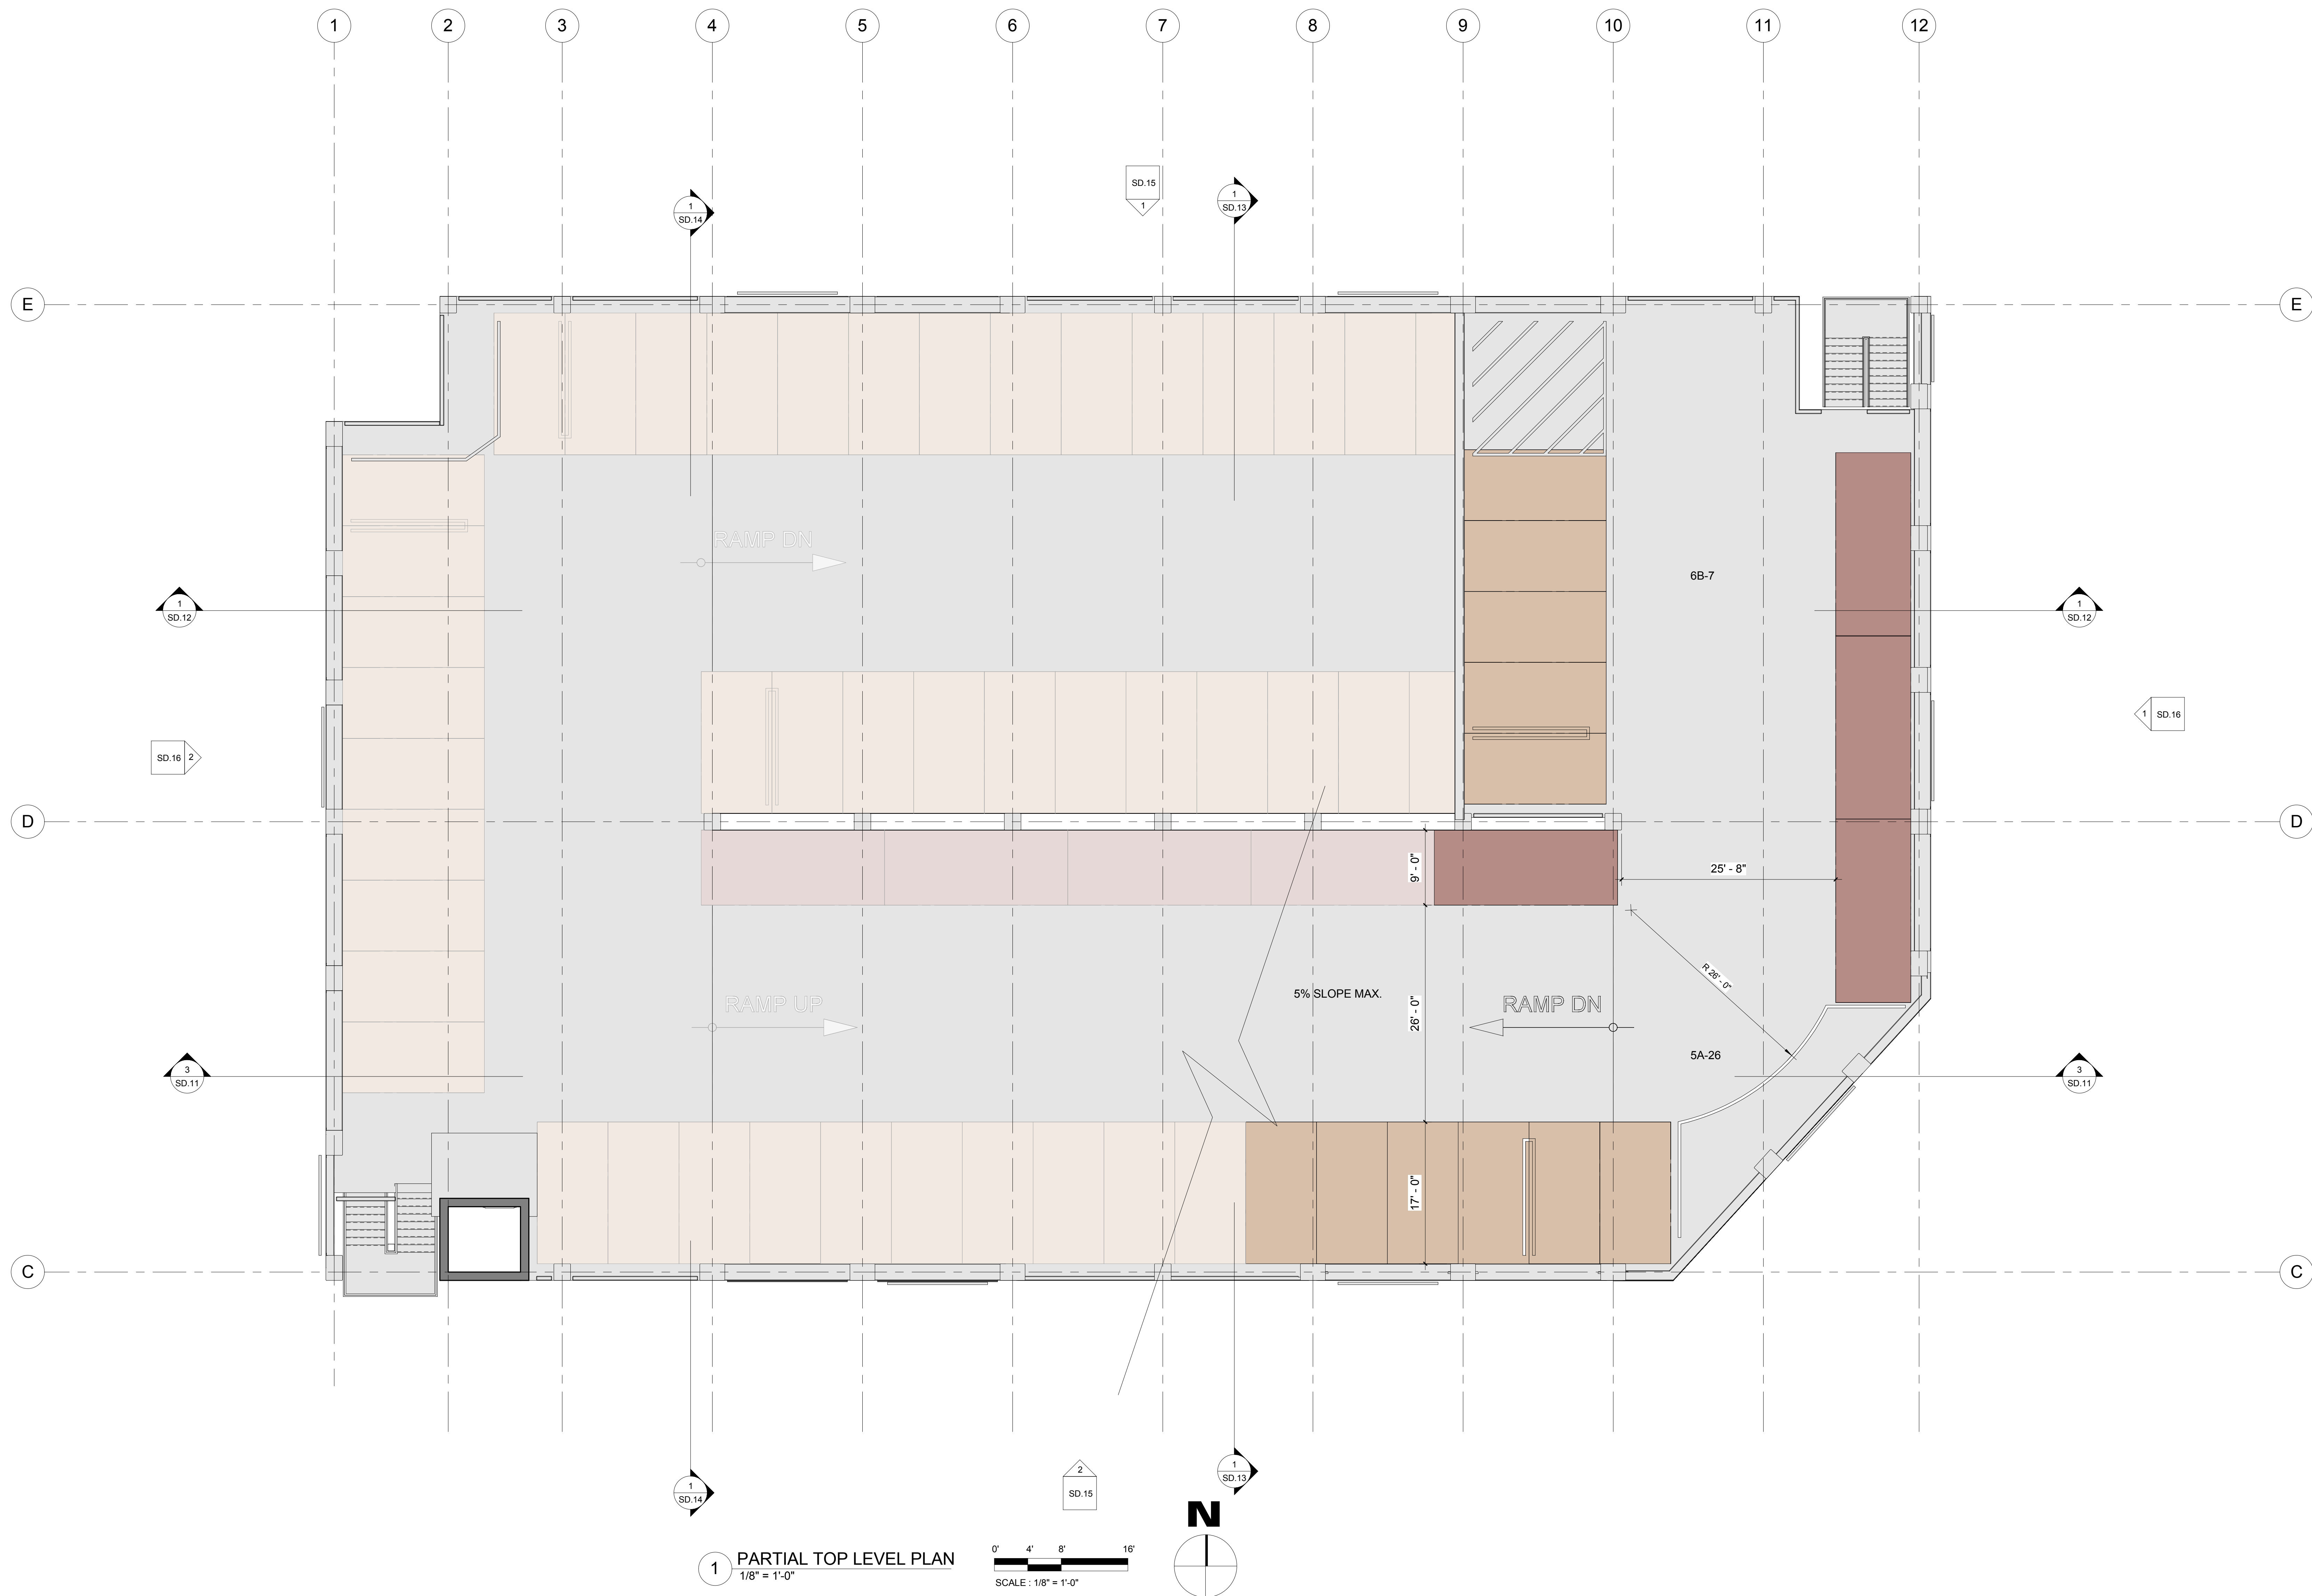 1 2 3 4 5 6 7 8 9 10 11 12
SD.15
1
1
SD.14
1
SD.13
E E
RAMP DN
6B-7
1
SD.12
1
SD.12
SD.16 2
1 SD.16
D D
9' - 0"
25' - 8"
R 26' - 0"
RAMP UP
5% SLOPE MAX.
26' - 0"
RAMP DN
5A-26
3
SD.11
3
SD.11
17' - 0"
C C
1
SD.14
2
SD.15
1
SD.13
N
1 PARTIAL TOP LEVEL PLAN
1/8" = 1'-0"
0' 4' 8' 16'
SCALE : 1/8" = 1'-0"